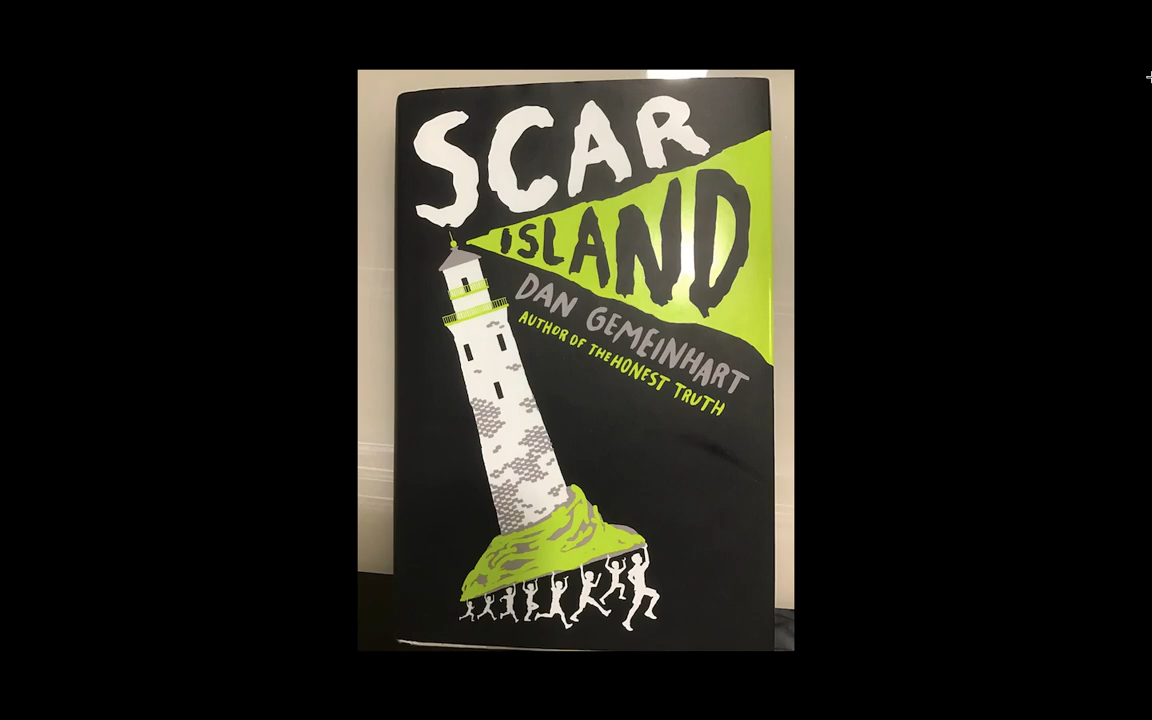 SCAR
ISLAND
DAN GEMEINHART
AUTHOR OF THE HONEST TRUTH